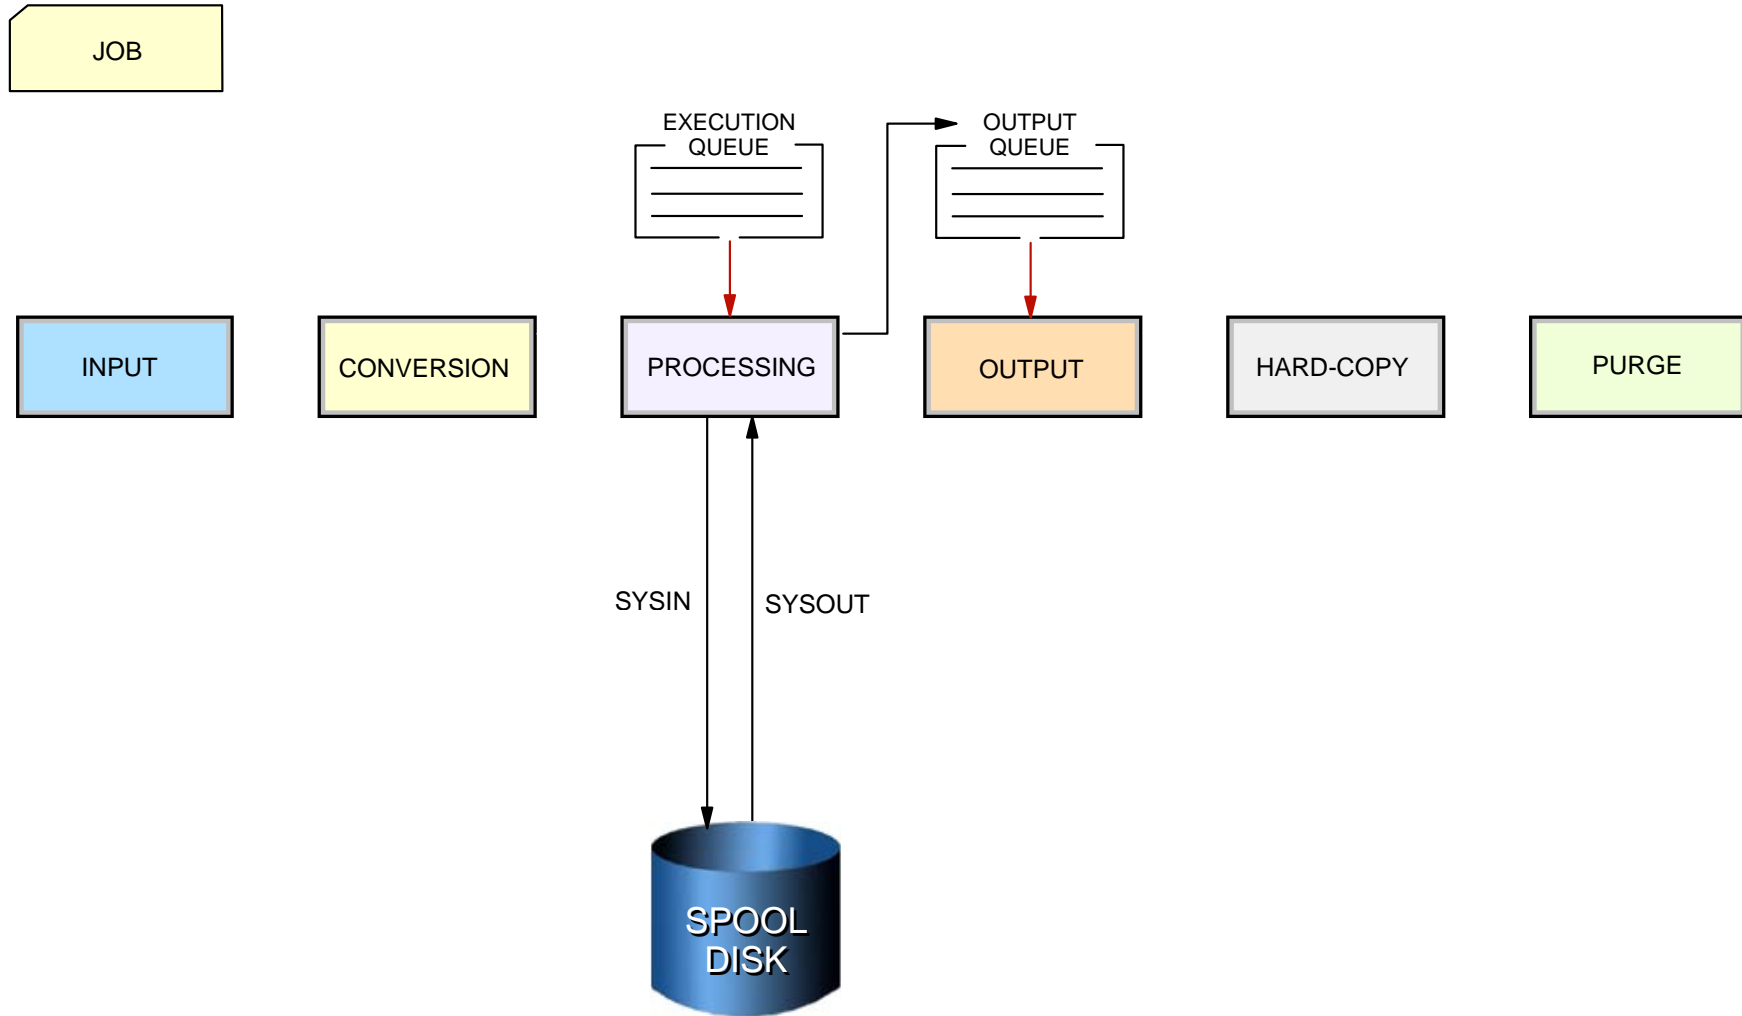 JOB
EXECUTION
QUEUE
OUTPUT
QUEUE
INPUT
CONVERSION
PROCESSING
OUTPUT
HARD-COPY
PURGE
SYSIN
SYSOUT
SPOOL
DISK